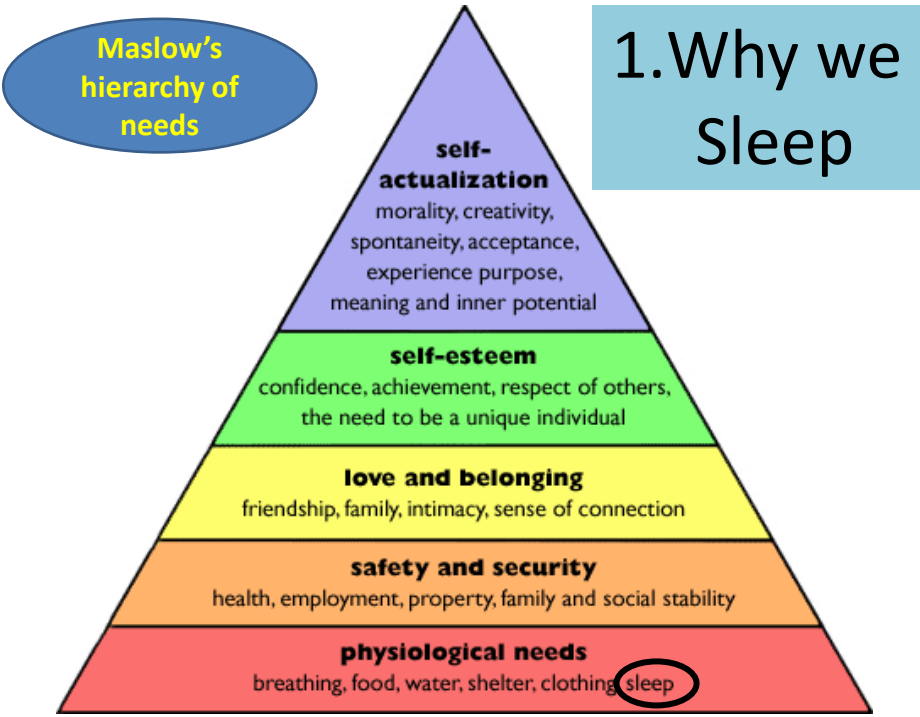 Maslow's
hierarchy of
needs
1.Why we
Sleep
self-
actualization
morality, creativity,
spontaneity, acceptance,
experience purpose,
meaning and inner potential
self-esteem
confidence, achievement, respect of others,
the need to be a unique individual
love and belonging
friendship, family, intimacy, sense of connection
safety and security
health, employment, property, family and social stability
physiological needs
breathing, food, water, shelter, clothing sleep